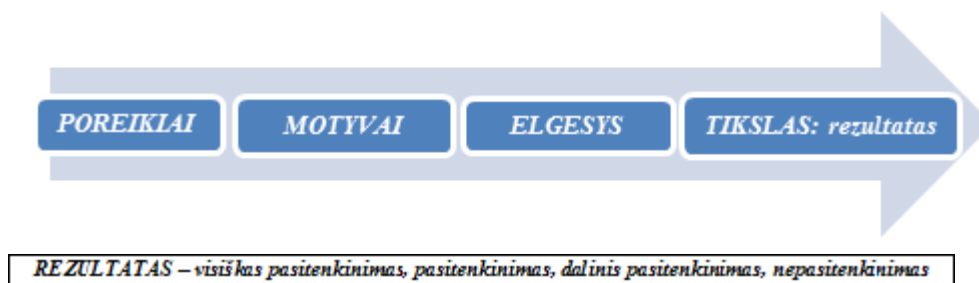 POREIKIAI MOTYVAI ELGESYS TIKSLAS: rezultatas
REZULTATAS – visiškas pasitenkinimas, pasitenkinimas, dalinis pasitenkinimas, nepasitenkinimas